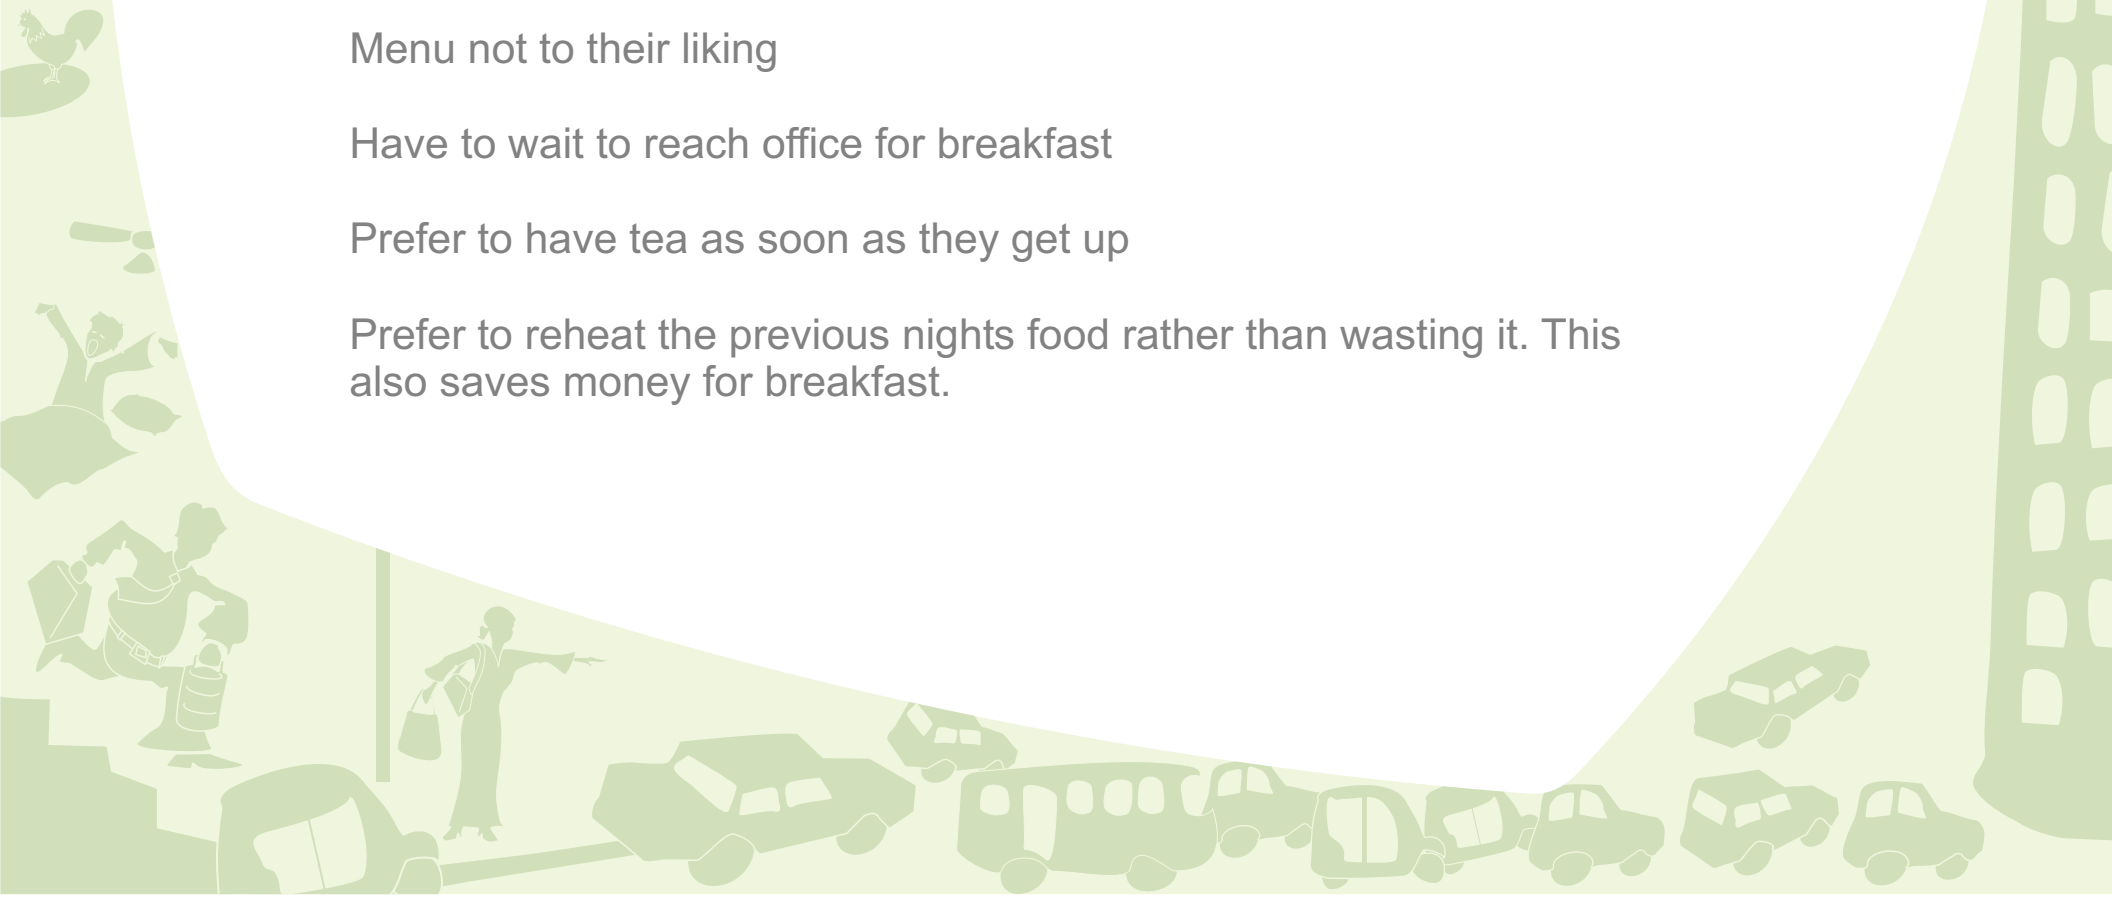 Menu not to their liking
Have to wait to reach office for breakfast
Prefer to have tea as soon as they get up
Prefer to reheat the previous nights food rather than wasting it. This
also saves money for breakfast.